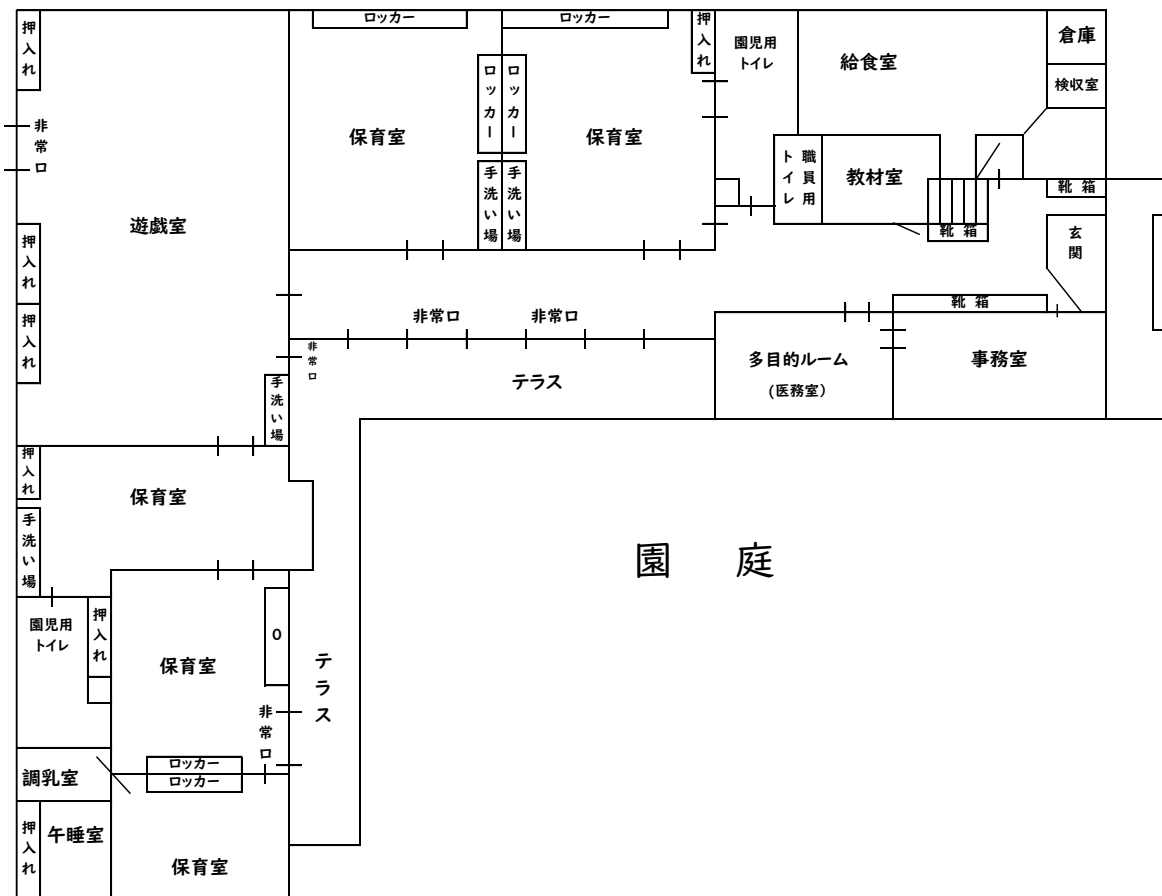 押入れ
ロッカー
ロッカー
押入れ
園児用
トイレ
給食室
倉庫
検収室
非常口
保育室
ロッカー
ロッカー
保育室
手洗い場
手洗い場
職員用
トイレ
教材室
靴箱
靴箱
玄関
遊戯室
押入れ
押入れ
非常口
非常口
非常口
靴箱
テラス
多目的ルーム
(医務室)
事務室
手洗い場
押入れ
保育室
手洗い場
園庭
園児用
トイレ
押入れ
保育室
0
テラス
非常口
ロッカー
ロッカー
調乳室
押入れ
午睡室
保育室